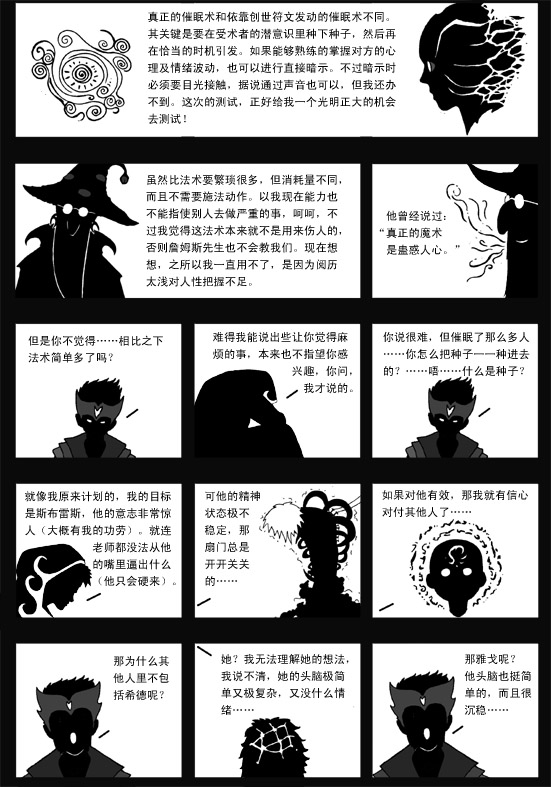 真正的催眠术和依靠创世符文发动的催眠术不同。
其关键是要在受术者的潜意识里种下种子，然后再
在恰当的时机引发。如果能够熟练的掌握对方的心
理及情绪波动，也可以进行直接暗示。不过暗示时
必须要目光接触，据说通过声音也可以，但我还办
不到。这次的测试，正好给我一个光明正大的机会
去测试！
虽然比法术要繁琐很多，但消耗量不同，
而且不需要施法动作。以我现在能力也
不能指使别人去做严重的事，呵呵，不
过我觉得这法术本来就不是用来伤人的，
否则詹姆斯先生也不会教我们。现在想
想，之所以我一直用不了，是因为阅历
太浅对人性把握不足。
他曾经说过：
“真正的魔术
是蛊惑人心。”
但是你不觉得……相比之下
法术简单多了吗？
难得我能说出些让你觉得麻
烦的事，本来也不指望你感
兴趣，你问，
我才说的。
你说很难，但催眠了那么多人
……你怎么把种子一一种进去
的？……唔……什么是种子？
就像我原来计划的，我的目标
是斯布雷斯，他的意志非常惊
人（大概有我的功劳）。就连
老师都没法从他
的嘴里逼出什么
（他只会硬来）。
可他的精神
状态极不
稳定，那
扇门总是
开开关关
的……
如果对他有效，那我就有信心
对付其他人了……
那为什么其
他人里不包
括希德呢？
她？我无法理解她的想法，
我说不清，她的头脑极简
单又极复杂，又没什么情
绪……
那雅戈呢？
他头脑也挺简
单的，而且很
沉稳……